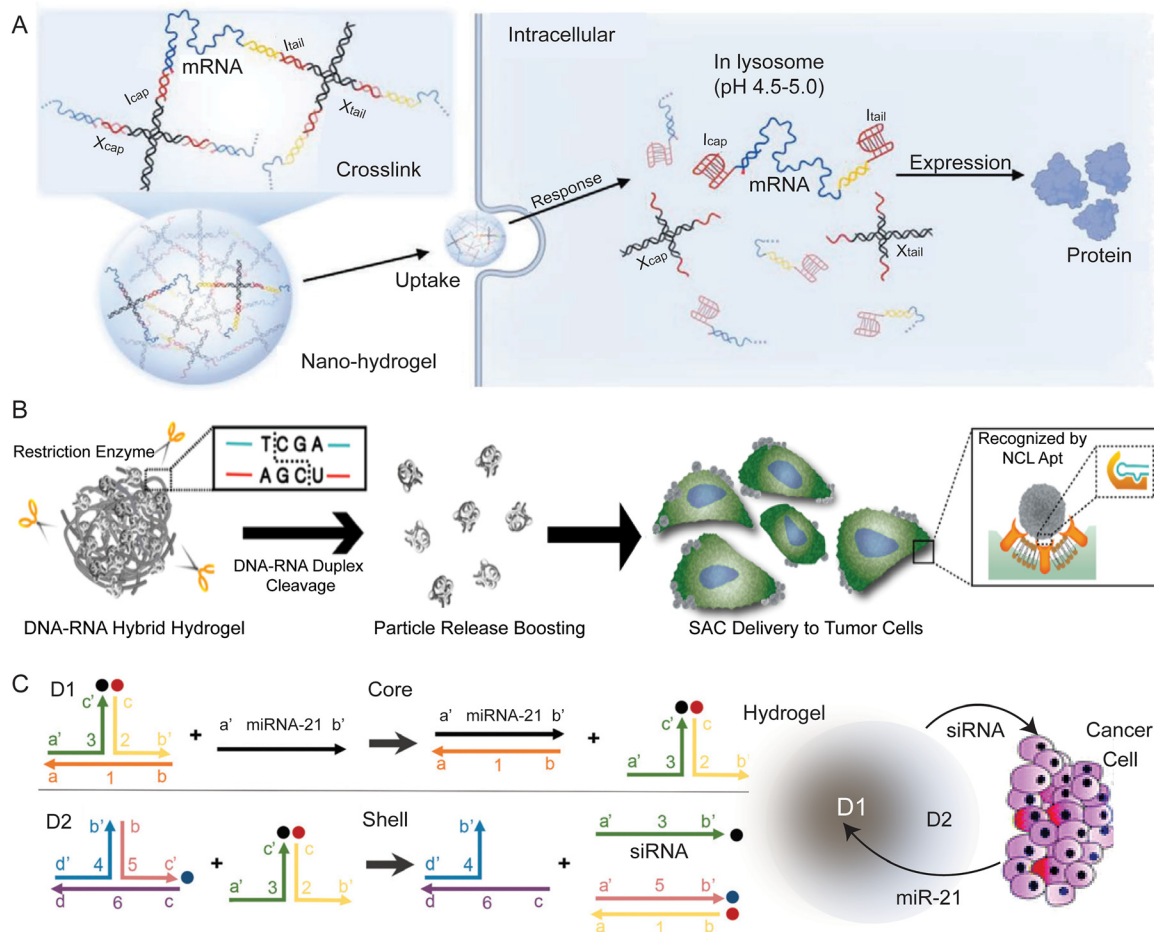 A
Intracellular
Itail
mRNA
Icap
Xtail
Xcap
Crosslink
In lysosome
(pH 4.5-5.0)
Icap
Itail
mRNA
Response
Expression
Xcap
Xtail
Protein
Uptake
Nano-hydrogel
B
Restriction Enzyme
TCGA
AGCU
DNA-RNA Duplex
Cleavage
DNA-RNA Hybrid Hydrogel
Particle Release Boosting
SAC Delivery to Tumor Cells
Recognized by
NCL Apt
C
D1
c' c
a' 3 2 b'
a 1 b
+
a' miRNA-21 b'
Core
a' miRNA-21 b'
a 1 b
+
c' c
a' 3 2 b'
D2
b' b
d' 4 5 c'
d 6 c
+
c' c
a' 3 2 b'
Shell
b'
d' 4
d 6 c
+
a' 3 b'
siRNA
a' 5 b'
a 1 b
Hydrogel
siRNA
Cancer
Cell
D1
D2
miR-21